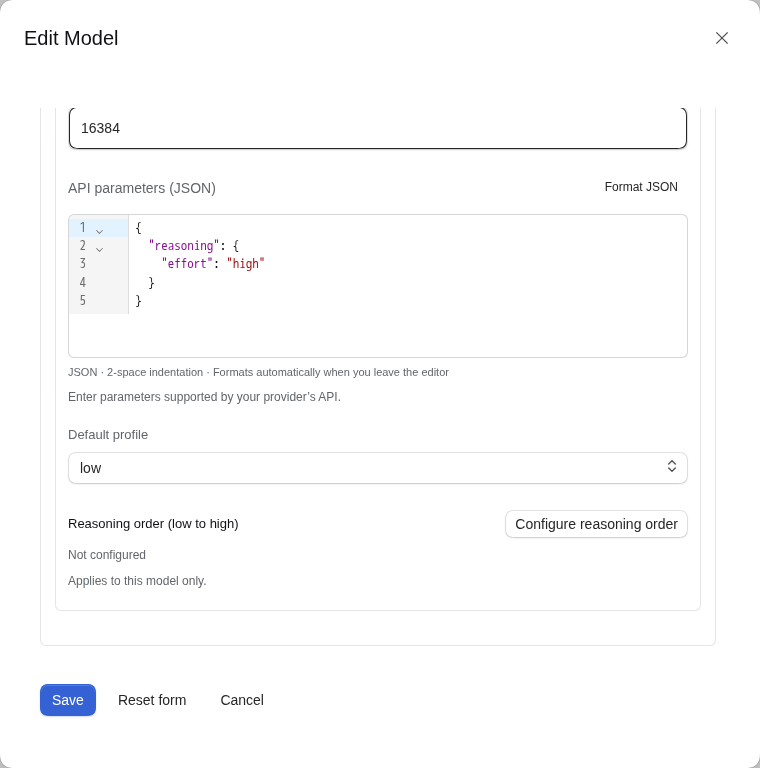 Edit Model
16384
API parameters (JSON)
Format JSON
1 {
2 "reasoning": {
3 "effort": "high"
4 }
5 }
JSON · 2-space indentation · Formats automatically when you leave the editor
Enter parameters supported by your provider’s API.
Default profile
low
Reasoning order (low to high)
Configure reasoning order
Not configured
Applies to this model only.
Save
Reset form
Cancel